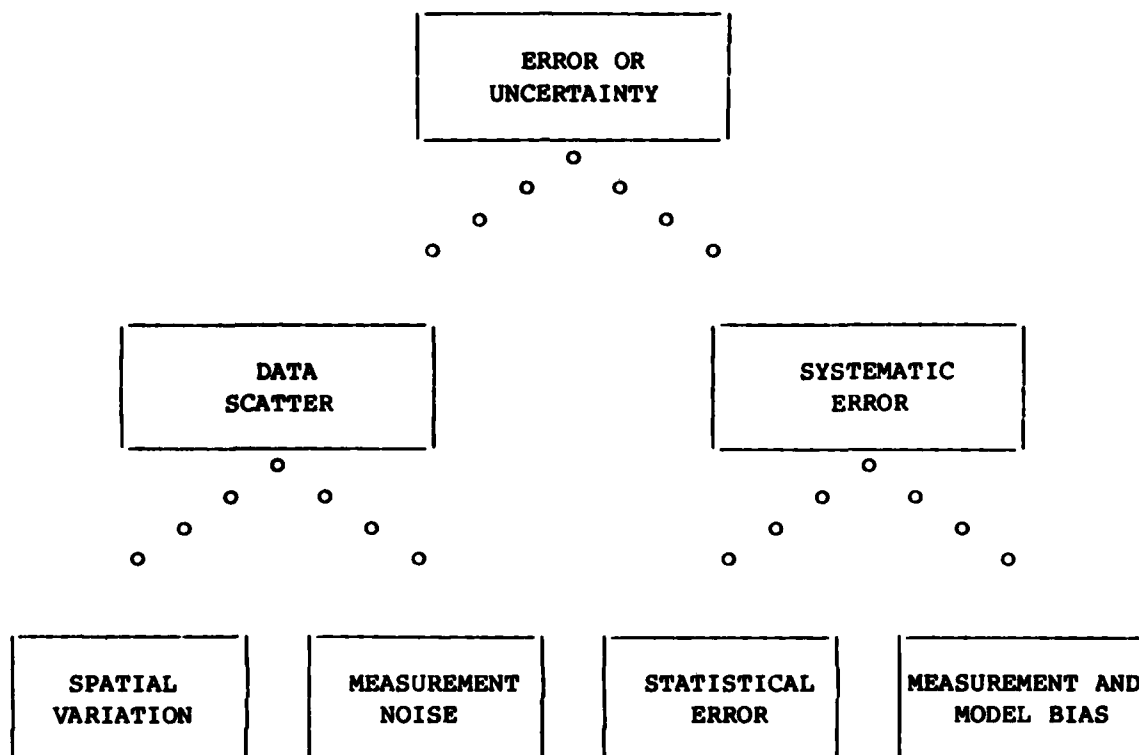 ERROR OR
UNCERTAINTY
DATA
SCATTER
SYSTEMATIC
ERROR
SPATIAL
VARIATION
MEASUREMENT
NOISE
STATISTICAL
ERROR
MEASUREMENT AND
MODEL BIAS